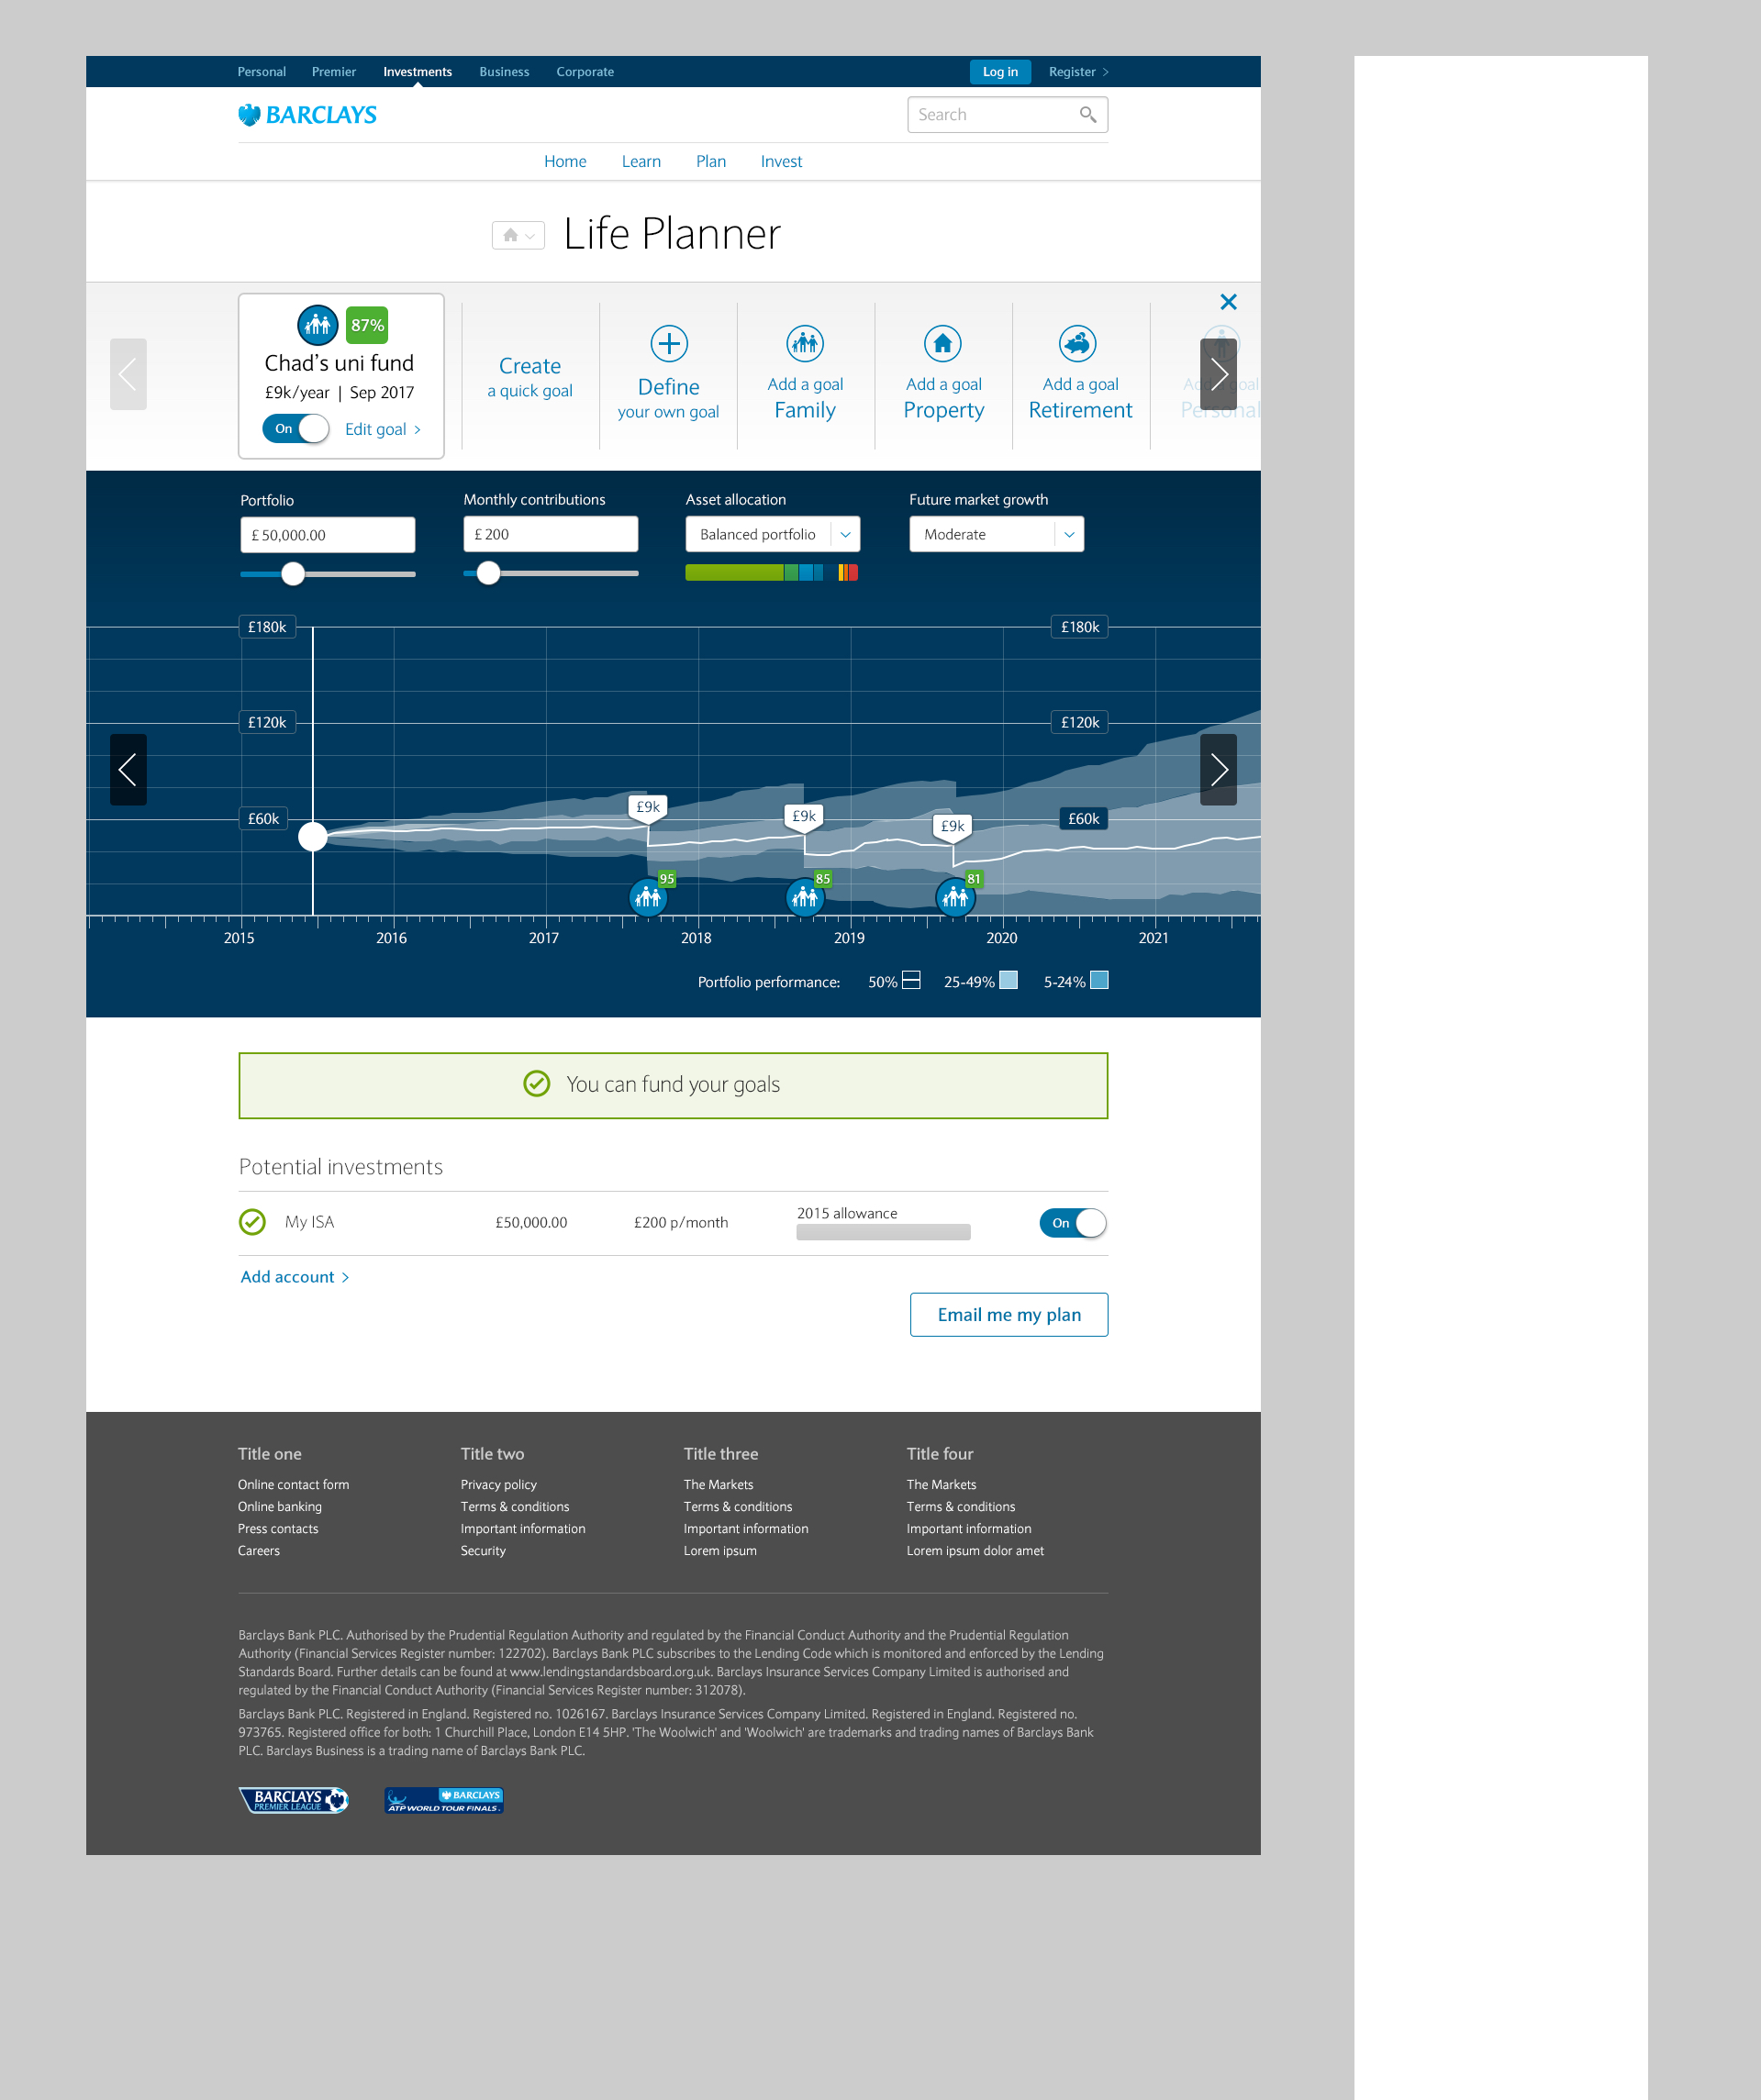 Personal Premier Investments Business Corporate Log in Register
BARCLAYS Search
Home Learn Plan Invest
Life Planner
87%
Chad's uni fund
£9k/year | Sep 2017
On Edit goal
Create
a quick goal
Define
your own goal
Add a goal
Family
Add a goal
Property
Add a goal
Retirement
Add a goal
Personal
Portfolio
£ 50,000.00
Monthly contributions
£ 200
Asset allocation
Balanced portfolio
Future market growth
Moderate
£180k £180k
£120k £120k
£60k £60k
£9k £9k £9k
95 85 81
2015 2016 2017 2018 2019 2020 2021
Portfolio performance: 50% 25-49% 5-24%
You can fund your goals
Potential investments
My ISA £50,000.00 £200 p/month 2015 allowance On
Add account
Email me my plan
Title one
Online contact form
Online banking
Press contacts
Careers
Title two
Privacy policy
Terms & conditions
Important information
Security
Title three
The Markets
Terms & conditions
Important information
Lorem ipsum
Title four
The Markets
Terms & conditions
Important information
Lorem ipsum dolor amet
Barclays Bank PLC. Authorised by the Prudential Regulation Authority and regulated by the Financial Conduct Authority and the Prudential Regulation
Authority (Financial Services Register number: 122702). Barclays Bank PLC subscribes to the Lending Code which is monitored and enforced by the Lending
Standards Board. Further details can be found at www.lendingstandardsboard.org.uk. Barclays Insurance Services Company Limited is authorised and
regulated by the Financial Conduct Authority (Financial Services Register number: 312078).
Barclays Bank PLC. Registered in England. Registered no. 1026167. Barclays Insurance Services Company Limited. Registered in England. Registered no.
973765. Registered office for both: 1 Churchill Place, London E14 5HP. 'The Woolwich' and 'Woolwich' are trademarks and trading names of Barclays Bank
PLC. Barclays Business is a trading name of Barclays Bank PLC.
BARCLAYS
PREMIER LEAGUE
BARCLAYS
ATP WORLD TOUR FINALS